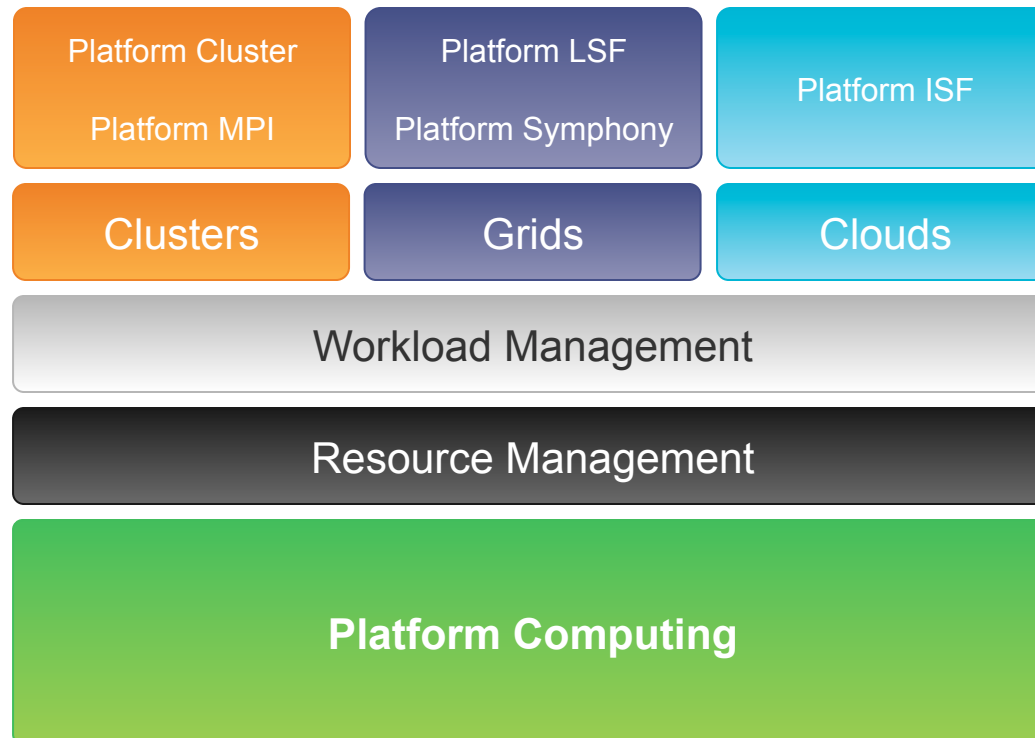 Platform Cluster
Platform MPI
Platform LSF
Platform Symphony
Platform ISF
Clusters
Grids
Clouds
Workload Management
Resource Management
Platform Computing